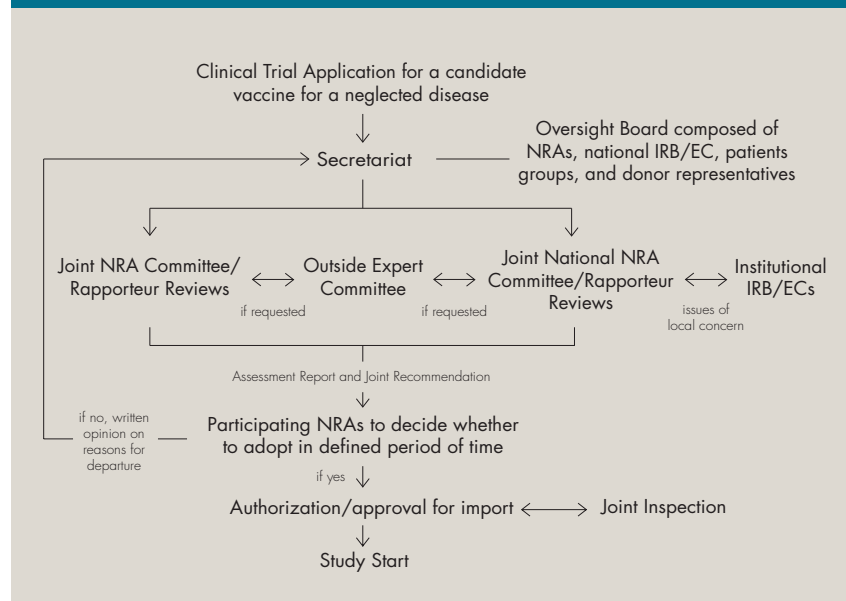 Clinical Trial Application for a candidate
vaccine for a neglected disease
Secretariat
Oversight Board composed of
NRAs, national IRB/EC, patients
groups, and donor representatives
Joint NRA Committee/
Rapporteur Reviews
if requested
Outside Expert
Committee
if requested
Joint National NRA
Committee/Rapporteur
Reviews
issues of
local concern
Institutional
IRB/ECs
Assessment Report and Joint Recommendation
if no, written
opinion on
reasons for
departure
Participating NRAs to decide whether
to adopt in defined period of time
if yes
Authorization/approval for import
Joint Inspection
Study Start